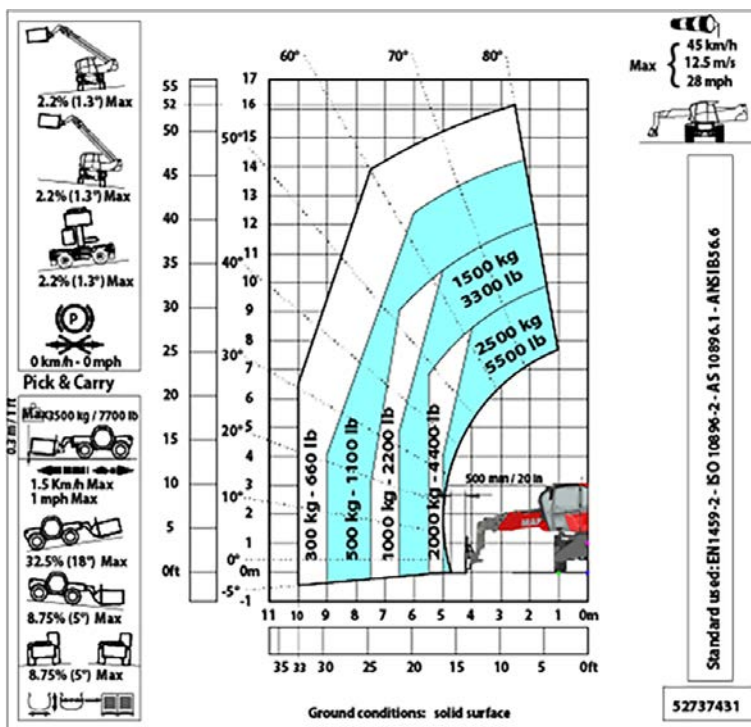 2.2% (1.3°) Max
2.2% (1.3°) Max
2.2% (1.3°) Max
P
0 km/h - 0 mph
Pick & Carry
0.3 m / 1 ft
Max 3500 kg / 7700 lb
1.5 Km/h Max
1 mph Max
32.5% (18°) Max
8.75% (5°) Max
8.75% (5°) Max
55
52
50
45
40
35
30
25
20
15
10
5
0ft
17
16
15
14
13
12
11
10
9
8
7
6
5
4
3
2
1
0m
-1
60°
70°
80°
50°
40°
30°
20°
10°
0°
-5°
1500 kg
3300 lb
2500 kg
5500 lb
300 kg - 660 lb
500 kg - 1100 lb
1000 kg - 2200 lb
2000 kg - 4400 lb
500 mm / 20 in
11 10 9 8 7 6 5 4 3 2 1 0m
35 33 30 25 20 15 10 5 0ft
Ground conditions: solid surface
Max
45 km/h
12.5 m/s
28 mph
Standard used: EN1459-2 - ISO 10896-2 - AS 10896.1 - ANSI B56.6
52737431